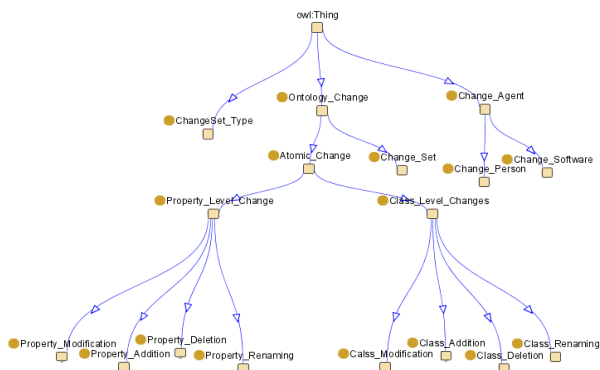 owl:Thing
Ontology_Change
Change_Agent
ChangeSet_Type
Atomic_Change
Change_Set
Change_Person
Change_Software
Property_Level_Change
Class_Level_Changes
Property_Modification
Property_Addition
Property_Deletion
Property_Renaming
Calss_Modification
Class_Addition
Class_Deletion
Class_Renaming